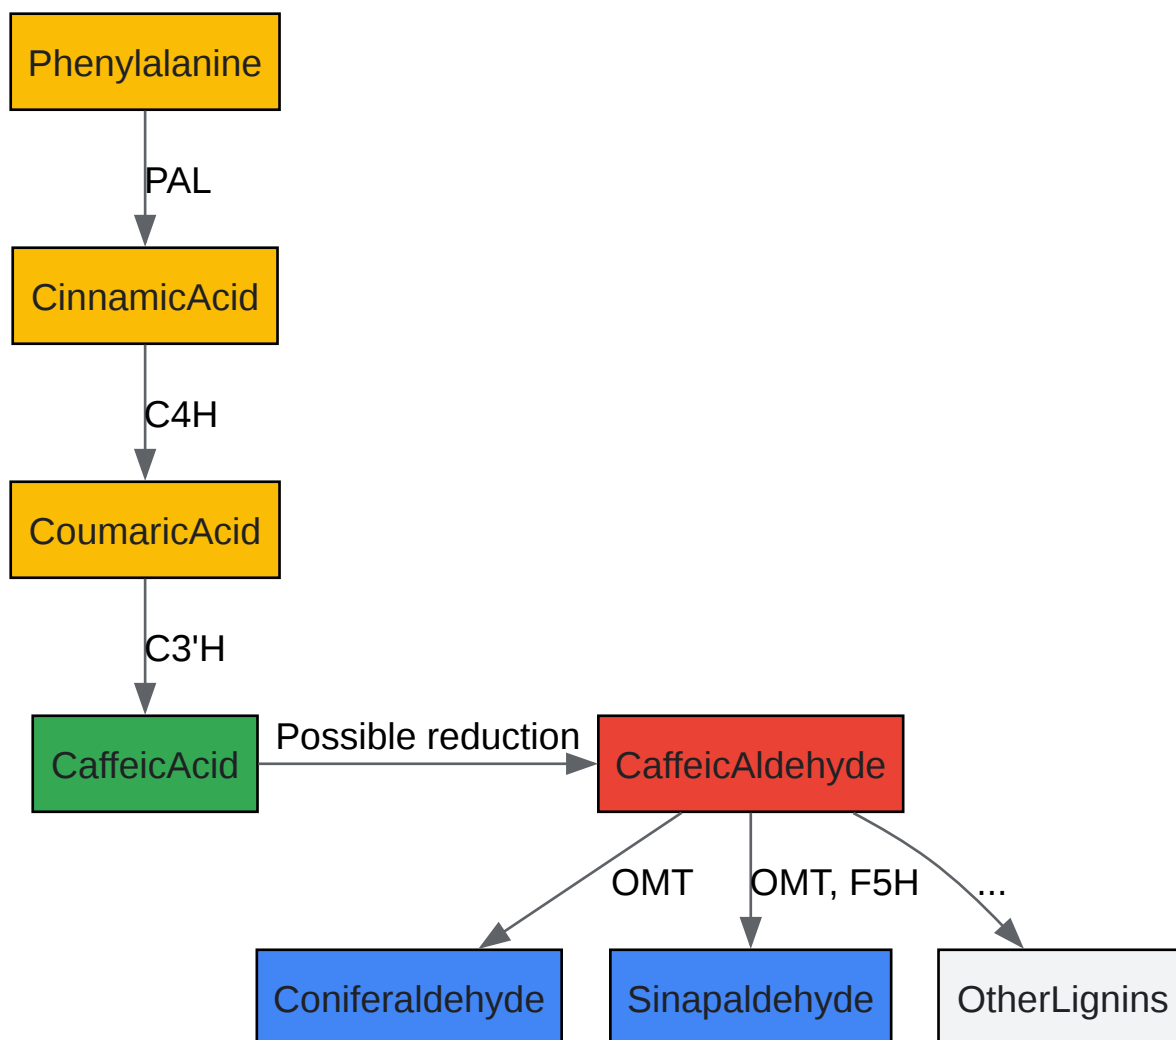 Phenylalanine
PAL
CinnamicAcid
C4H
CoumaricAcid
C3'H
CaffeicAcid
Possible reduction
CaffeicAldehyde
OMT
OMT, F5H
...
Coniferaldehyde
Sinapaldehyde
OtherLignins